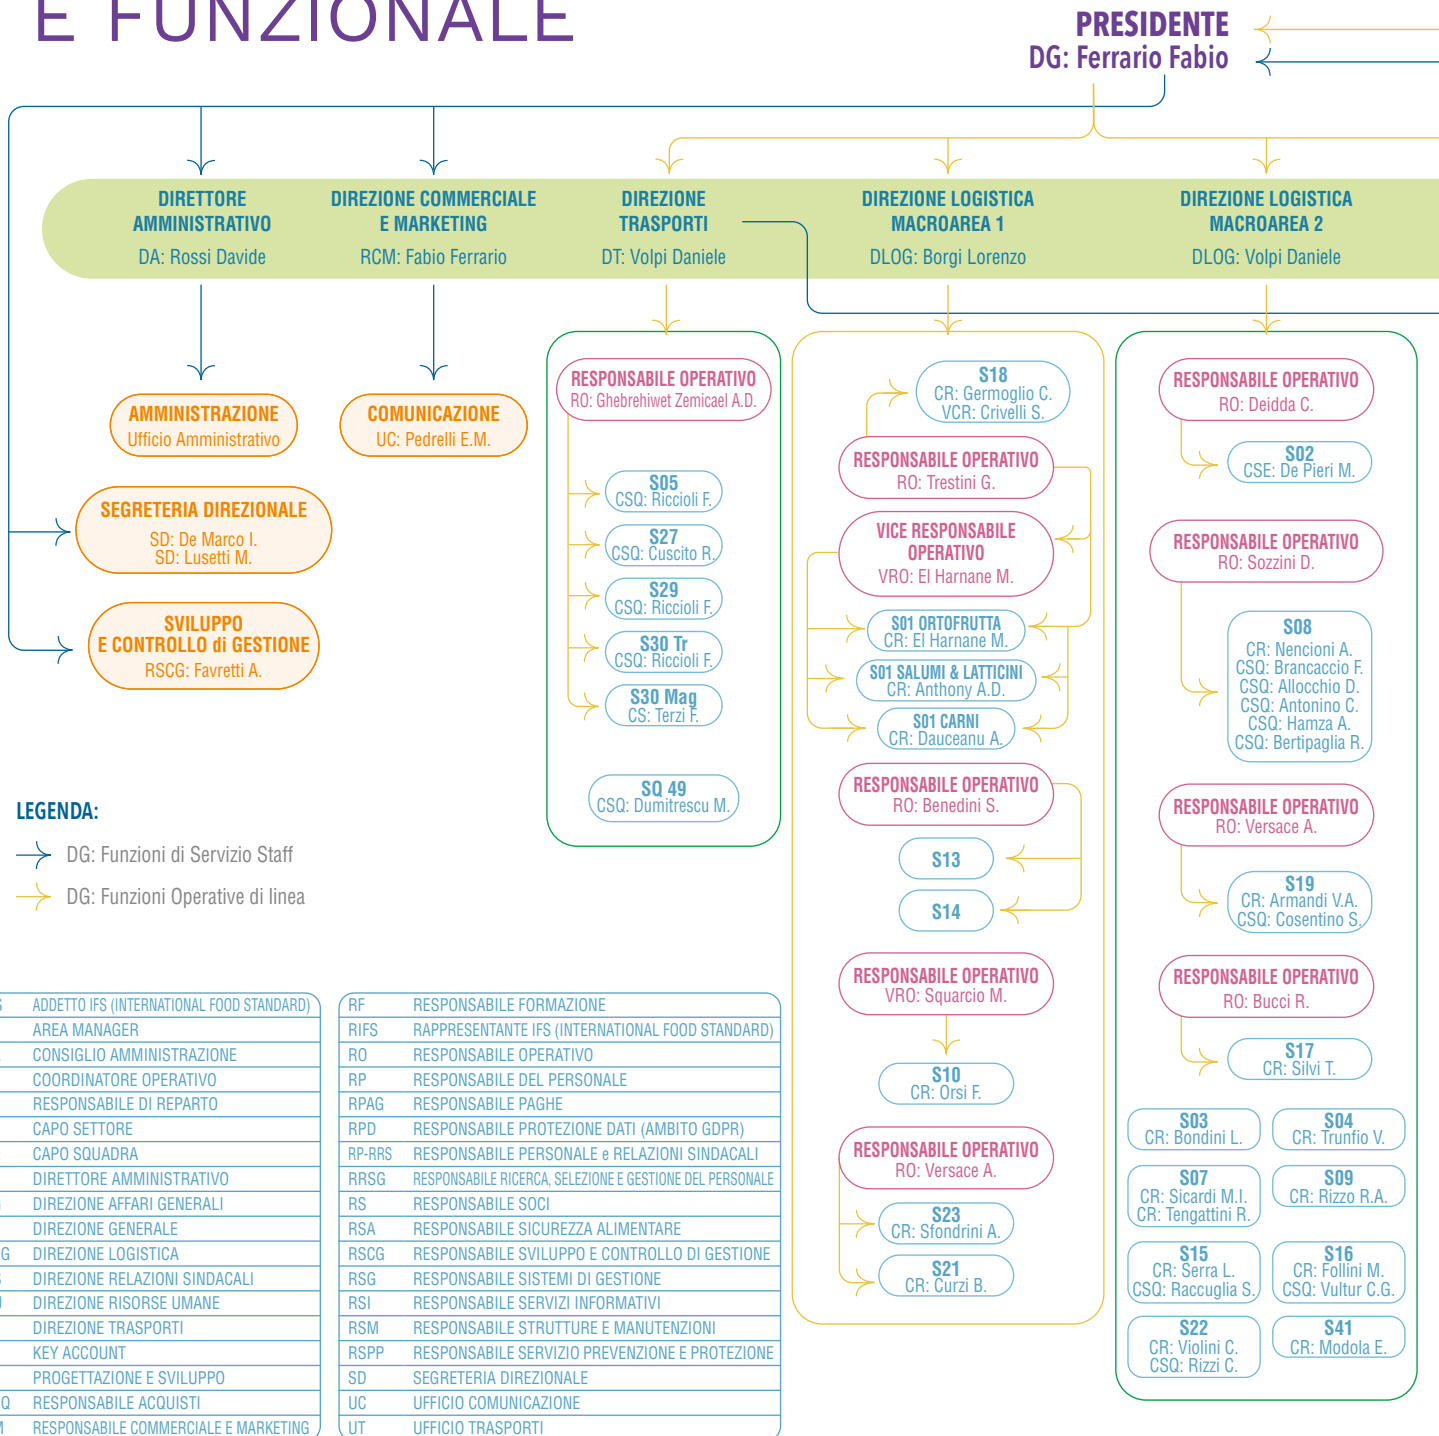 E FUNZIONALE
PRESIDENTE
DG: Ferrario Fabio
DIRETTORE
AMMINISTRATIVO
DA: Rossi Davide
DIREZIONE COMMERCIALE
E MARKETING
RCM: Fabio Ferrario
DIREZIONE
TRASPORTI
DT: Volpi Daniele
DIREZIONE LOGISTICA
MACROAREA 1
DLOG: Borgi Lorenzo
DIREZIONE LOGISTICA
MACROAREA 2
DLOG: Volpi Daniele
AMMINISTRAZIONE
Ufficio Amministrativo
COMUNICAZIONE
UC: Pedrelli E.M.
SEGRETERIA DIREZIONALE
SD: De Marco I.
SD: Lusetti M.
SVILUPPO
E CONTROLLO di GESTIONE
RSCG: Favretti A.
RESPONSABILE OPERATIVO
RO: Ghebrehiwet Zemicael A.D.
S05
CSQ: Riccioli F.
S27
CSQ: Cuscito R.
S29
CSQ: Riccioli F.
S30 Tr
CSQ: Riccioli F.
S30 Mag
CS: Terzi F.
SQ 49
CSQ: Dumitrescu M.
S18
CR: Germoglio C.
VCR: Crivelli S.
RESPONSABILE OPERATIVO
RO: Trestini G.
VICE RESPONSABILE
OPERATIVO
VRO: El Harnane M.
S01 ORTOFRUTTA
CR: El Harnane M.
S01 SALUMI & LATTICINI
CR: Anthony A.D.
S01 CARNI
CR: Dauceanu A.
RESPONSABILE OPERATIVO
RO: Benedini S.
S13
S14
RESPONSABILE OPERATIVO
VRO: Squarcio M.
S10
CR: Orsi F.
RESPONSABILE OPERATIVO
RO: Versace A.
S23
CR: Sfondrini A.
S21
CR: Curzi B.
RESPONSABILE OPERATIVO
RO: Deidda C.
S02
CSE: De Pieri M.
RESPONSABILE OPERATIVO
RO: Sozzini D.
S08
CR: Nencioni A.
CSQ: Brancaccio F.
CSQ: Allocchio D.
CSQ: Antonino C.
CSQ: Hamza A.
CSQ: Bertipaglia R.
RESPONSABILE OPERATIVO
RO: Versace A.
S19
CR: Armandi V.A.
CSQ: Cosentino S.
RESPONSABILE OPERATIVO
RO: Bucci R.
S17
CR: Silvi T.
S03
CR: Bondini L.
S04
CR: Trunfio V.
S07
CR: Sicardi M.I.
CR: Tengattini R.
S09
CR: Rizzo R.A.
S15
CR: Serra L.
CSQ: Raccuglia S.
S16
CR: Follini M.
CSQ: Vultur C.G.
S22
CR: Violini C.
CSQ: Rizzi C.
S41
CR: Modola E.
LEGENDA:
DG: Funzioni di Servizio Staff
DG: Funzioni Operative di linea
S ADDETTO IFS (INTERNATIONAL FOOD STANDARD)
AREA MANAGER
CONSIGLIO AMMINISTRAZIONE
COORDINATORE OPERATIVO
RESPONSABILE DI REPARTO
CAPO SETTORE
CAPO SQUADRA
DIRETTORE AMMINISTRATIVO
DIREZIONE AFFARI GENERALI
DIREZIONE GENERALE
G DIREZIONE LOGISTICA
DIREZIONE RELAZIONI SINDACALI
DIREZIONE RISORSE UMANE
DIREZIONE TRASPORTI
KEY ACCOUNT
PROGETTAZIONE E SVILUPPO
Q RESPONSABILE ACQUISTI
M RESPONSABILE COMMERCIALE E MARKETING
RF RESPONSABILE FORMAZIONE
RIFS RAPPRESENTANTE IFS (INTERNATIONAL FOOD STANDARD)
RO RESPONSABILE OPERATIVO
RP RESPONSABILE DEL PERSONALE
RPAG RESPONSABILE PAGHE
RPD RESPONSABILE PROTEZIONE DATI (AMBITO GDPR)
RP-RRS RESPONSABILE PERSONALE e RELAZIONI SINDACALI
RRSG RESPONSABILE RICERCA, SELEZIONE E GESTIONE DEL PERSONALE
RS RESPONSABILE SOCI
RSA RESPONSABILE SICUREZZA ALIMENTARE
RSCG RESPONSABILE SVILUPPO E CONTROLLO DI GESTIONE
RSG RESPONSABILE SISTEMI DI GESTIONE
RSI RESPONSABILE SERVIZI INFORMATIVI
RSM RESPONSABILE STRUTTURE E MANUTENZIONI
RSPP RESPONSABILE SERVIZIO PREVENZIONE E PROTEZIONE
SD SEGRETERIA DIREZIONALE
UC UFFICIO COMUNICAZIONE
UT UFFICIO TRASPORTI